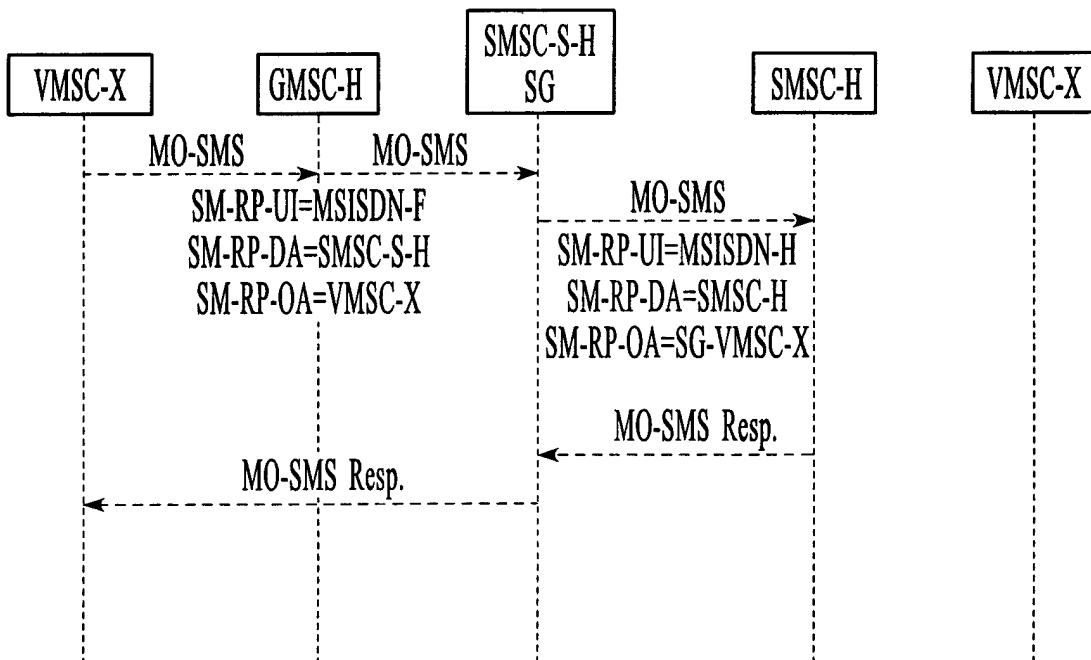 VMSC-X
GMSC-H
SMSC-S-H
SG
SMSC-H
VMSC-X
MO-SMS
MO-SMS
SM-RP-UI=MSISDN-F
SM-RP-DA=SMSC-S-H
SM-RP-OA=VMSC-X
MO-SMS
SM-RP-UI=MSISDN-H
SM-RP-DA=SMSC-H
SM-RP-OA=SG-VMSC-X
MO-SMS Resp.
MO-SMS Resp.